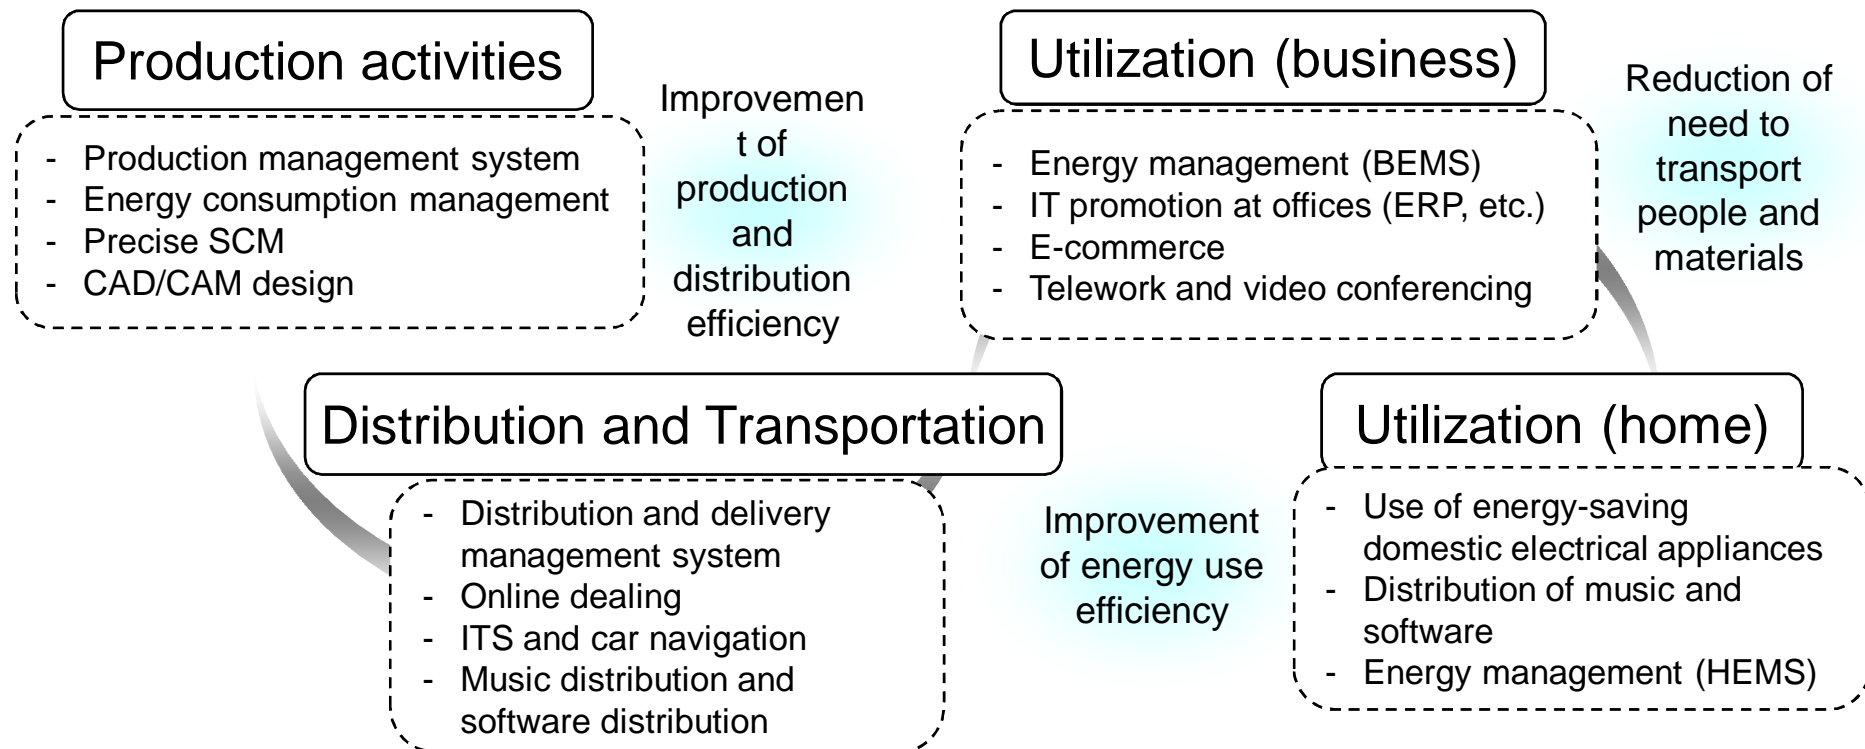 Production activities
- Production management system
- Energy consumption management
- Precise SCM
- CAD/CAM design
Improvemen
t of
production
and
distribution
efficiency
Utilization (business)
- Energy management (BEMS)
- IT promotion at offices (ERP, etc.)
- E-commerce
- Telework and video conferencing
Reduction of
need to
transport
people and
materials
Distribution and Transportation
- Distribution and delivery
management system
- Online dealing
- ITS and car navigation
- Music distribution and
software distribution
Improvement
of energy use
efficiency
Utilization (home)
- Use of energy-saving
domestic electrical appliances
- Distribution of music and
software
- Energy management (HEMS)